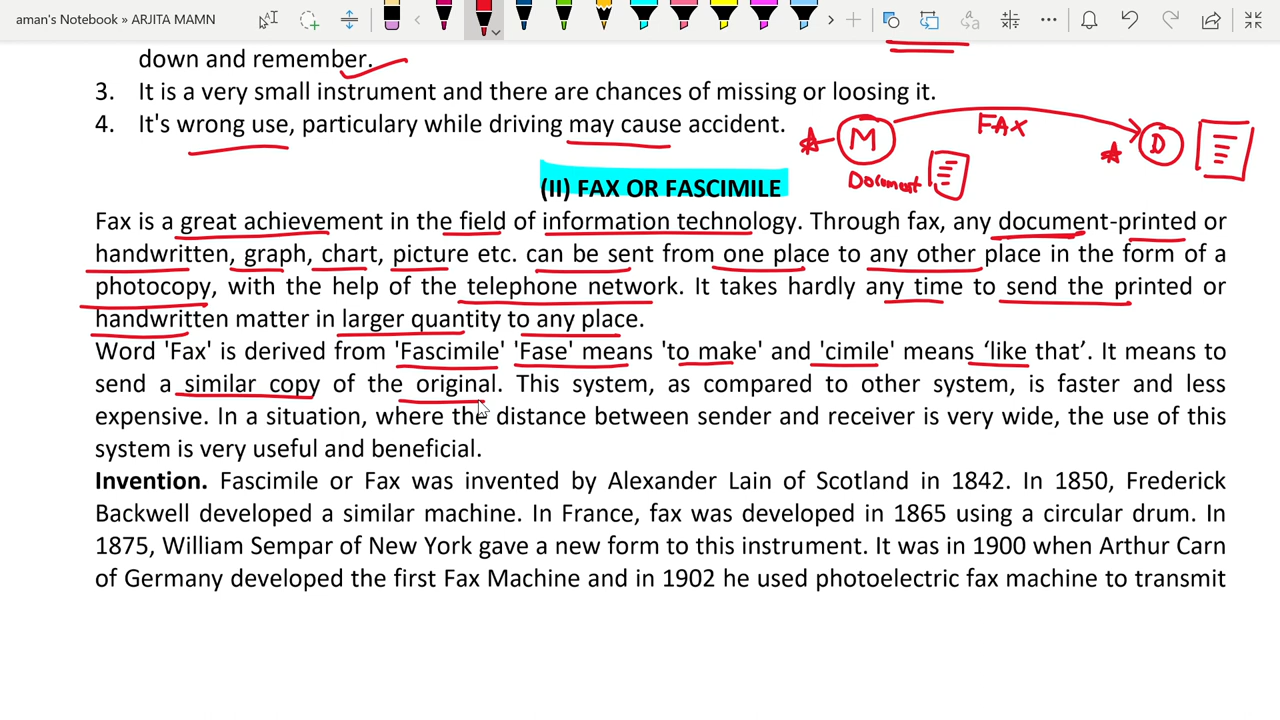 aman's Notebook » ARJITA MAMN
down and remember.
3. It is a very small instrument and there are chances of missing or loosing it.
4. It's wrong use, particulary while driving may cause accident.
M FAX D
Document
(II) FAX OR FASCIMILE
Fax is a great achievement in the field of information technology. Through fax, any document-printed or
handwritten, graph, chart, picture etc. can be sent from one place to any other place in the form of a
photocopy, with the help of the telephone network. It takes hardly any time to send the printed or
handwritten matter in larger quantity to any place.
Word 'Fax' is derived from 'Fascimile' 'Fase' means 'to make' and 'cimile' means ‘like that’. It means to
send a similar copy of the original. This system, as compared to other system, is faster and less
expensive. In a situation, where the distance between sender and receiver is very wide, the use of this
system is very useful and beneficial.
Invention. Fascimile or Fax was invented by Alexander Lain of Scotland in 1842. In 1850, Frederick
Backwell developed a similar machine. In France, fax was developed in 1865 using a circular drum. In
1875, William Sempar of New York gave a new form to this instrument. It was in 1900 when Arthur Carn
of Germany developed the first Fax Machine and in 1902 he used photoelectric fax machine to transmit